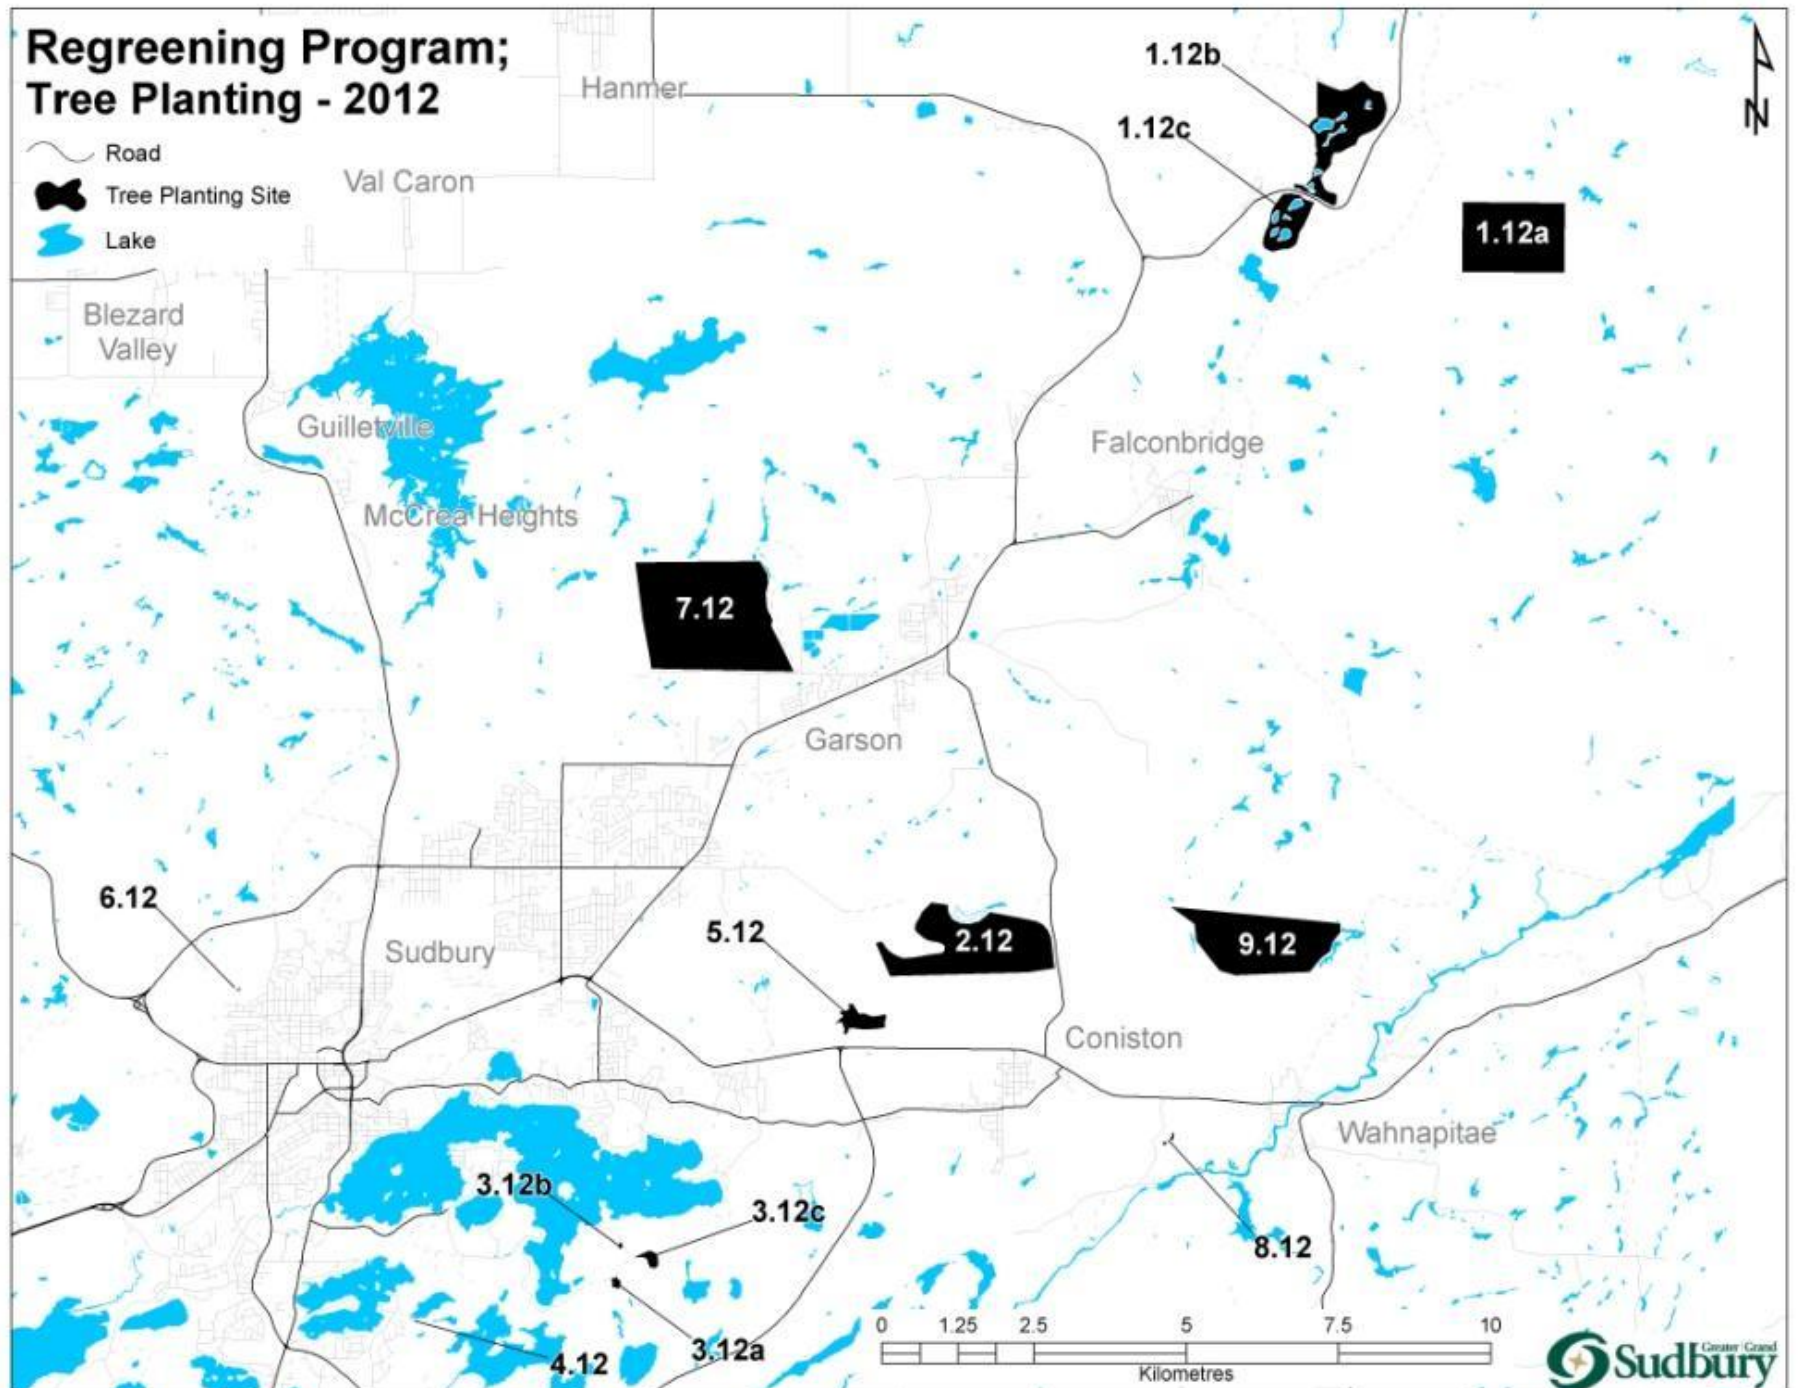 Regreening Program;
Tree Planting - 2012
Road
Tree Planting Site
Lake
Hanmer
Val Caron
Blezard
Valley
Guilletville
McCrea Heights
Falconbridge
Garson
Sudbury
Coniston
Wahnapitae
1.12b
1.12c
1.12a
N
7.12
6.12
5.12
2.12
9.12
3.12b
3.12c
8.12
3.12a
4.12
0 1.25 2.5 5 7.5 10
Kilometres
Greater Grand
Sudbury